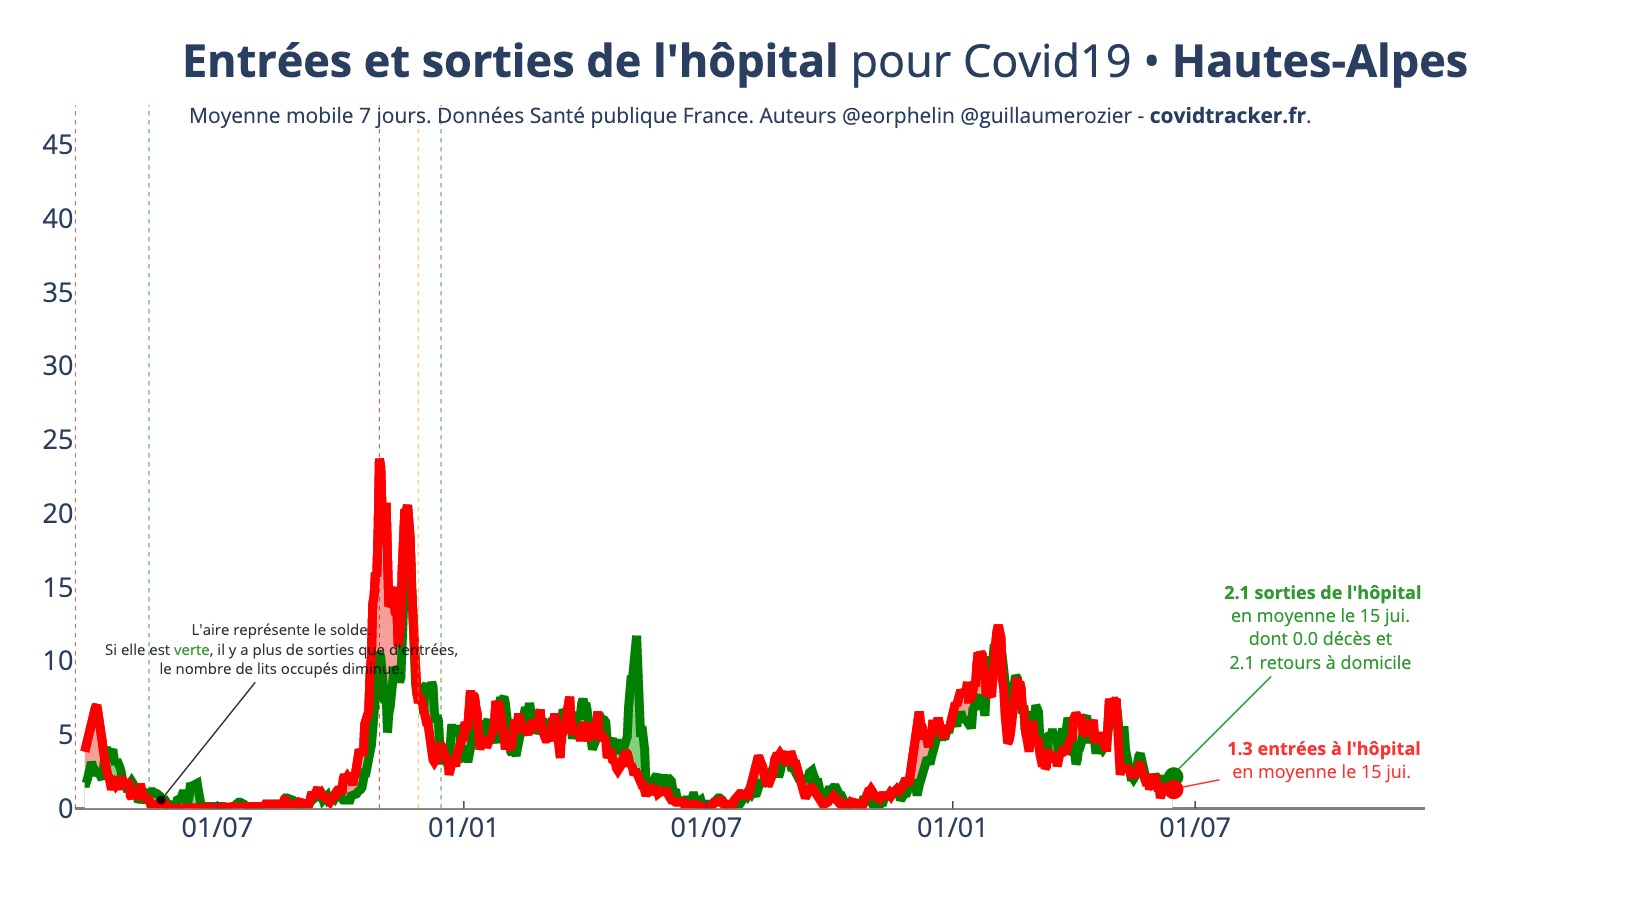 Entrées et sorties de l'hôpital pour Covid19 • Hautes-Alpes
Moyenne mobile 7 jours. Données Santé publique France. Auteurs @eorphelin @guillaumerozier - covidtracker.fr.
45
40
35
30
25
20
15
10
5
0
L'aire représente le solde.
Si elle est verte, il y a plus de sorties que d'entrées,
le nombre de lits occupés diminue.
2.1 sorties de l'hôpital
en moyenne le 15 jui.
dont 0.0 décès et
2.1 retours à domicile
1.3 entrées à l'hôpital
en moyenne le 15 jui.
01/07
01/01
01/07
01/01
01/07